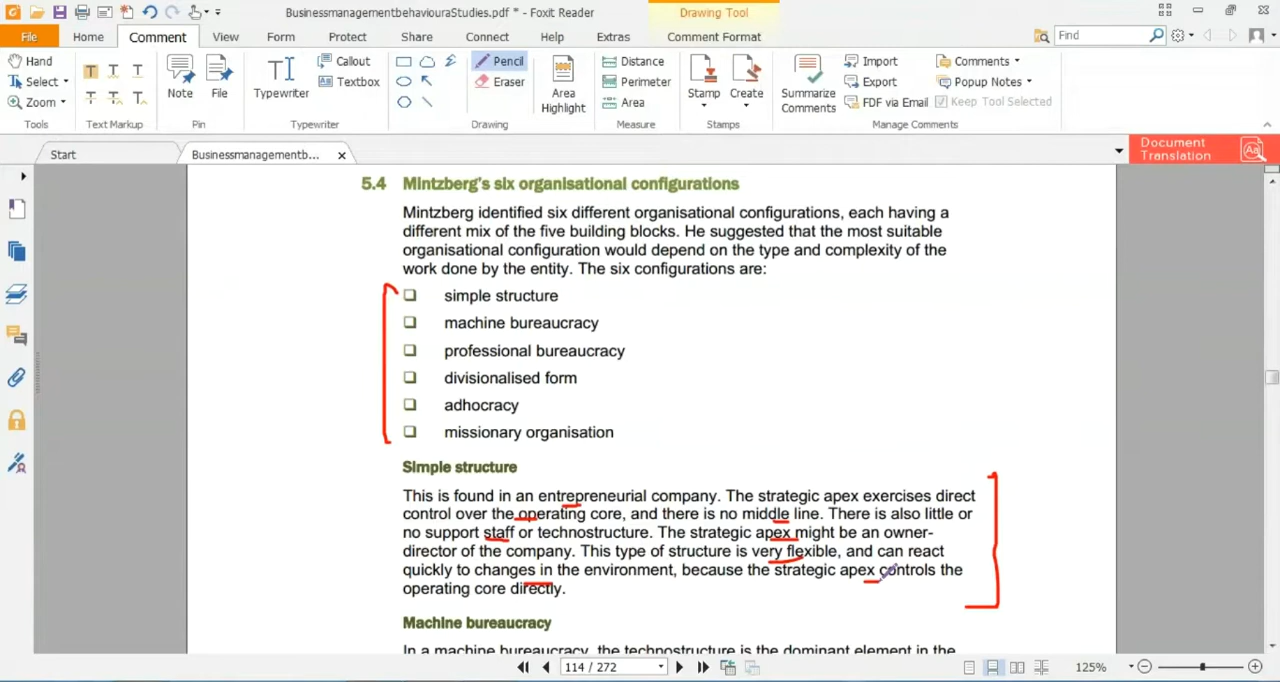 BusinessmanagementbehaviouraStudies.pdf * - Foxit Reader
Drawing Tool
File Home Comment View Form Protect Share Connect Help Extras Comment Format
Find
Hand
Select
Zoom
Tools
Text Markup
Note
File
Pin
Typewriter
Callout
Textbox
Typewriter
Pencil
Eraser
Area Highlight
Drawing
Distance
Perimeter
Area
Measure
Stamp
Create
Stamps
Summarize Comments
Import
Export
FDF via Email
Comments
Popup Notes
Keep Tool Selected
Manage Comments
Start
Businessmanagementb...
Document Translation
5.4 Mintzberg's six organisational configurations
Mintzberg identified six different organisational configurations, each having a
different mix of the five building blocks. He suggested that the most suitable
organisational configuration would depend on the type and complexity of the
work done by the entity. The six configurations are:
simple structure
machine bureaucracy
professional bureaucracy
divisionalised form
adhocracy
missionary organisation
Simple structure
This is found in an entrepreneurial company. The strategic apex exercises direct
control over the operating core, and there is no middle line. There is also little or
no support staff or technostructure. The strategic apex might be an owner-
director of the company. This type of structure is very flexible, and can react
quickly to changes in the environment, because the strategic apex controls the
operating core directly.
Machine bureaucracy
In a machine bureaucracy, the technostructure is the dominant element in the
114 / 272
125%